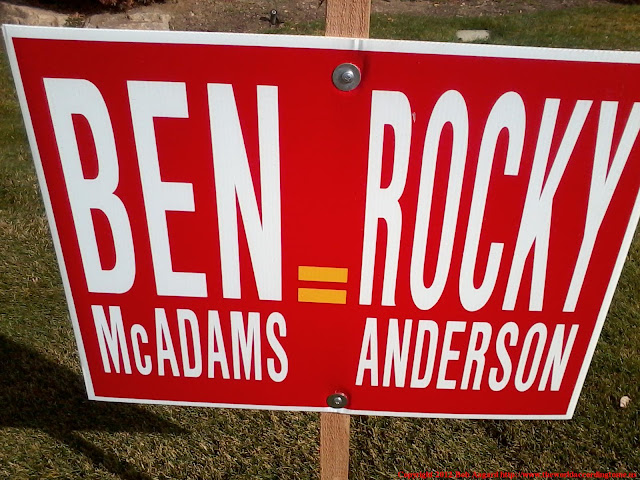 BEN = ROCKY
McADAMS ANDERSON